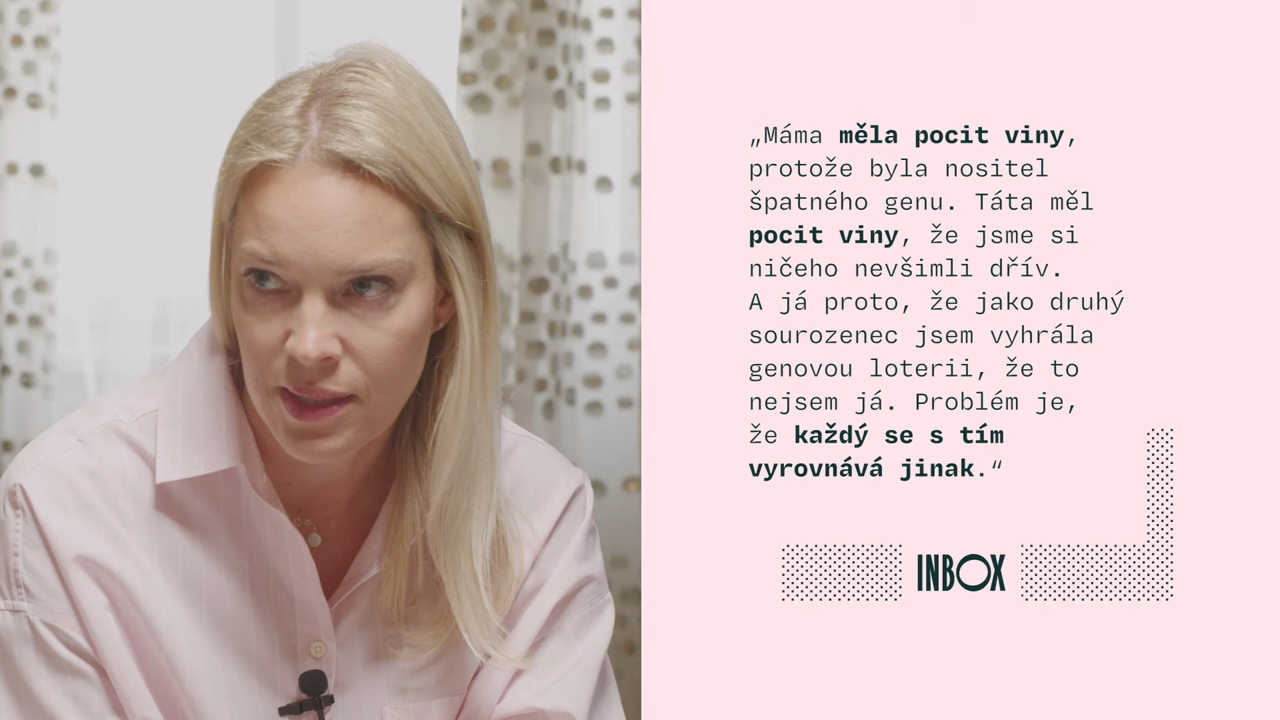 „Máma měla pocit viny,
protože byla nositel
špatného genu. Táta měl
pocit viny, že jsme si
ničeho nevšimli dřív.
A já proto, že jako druhý
sourozenec jsem vyhrála
genovou loterii, že to
nejsem já. Problém je,
že každý se s tím
vyrovnává jinak.“
INBOX